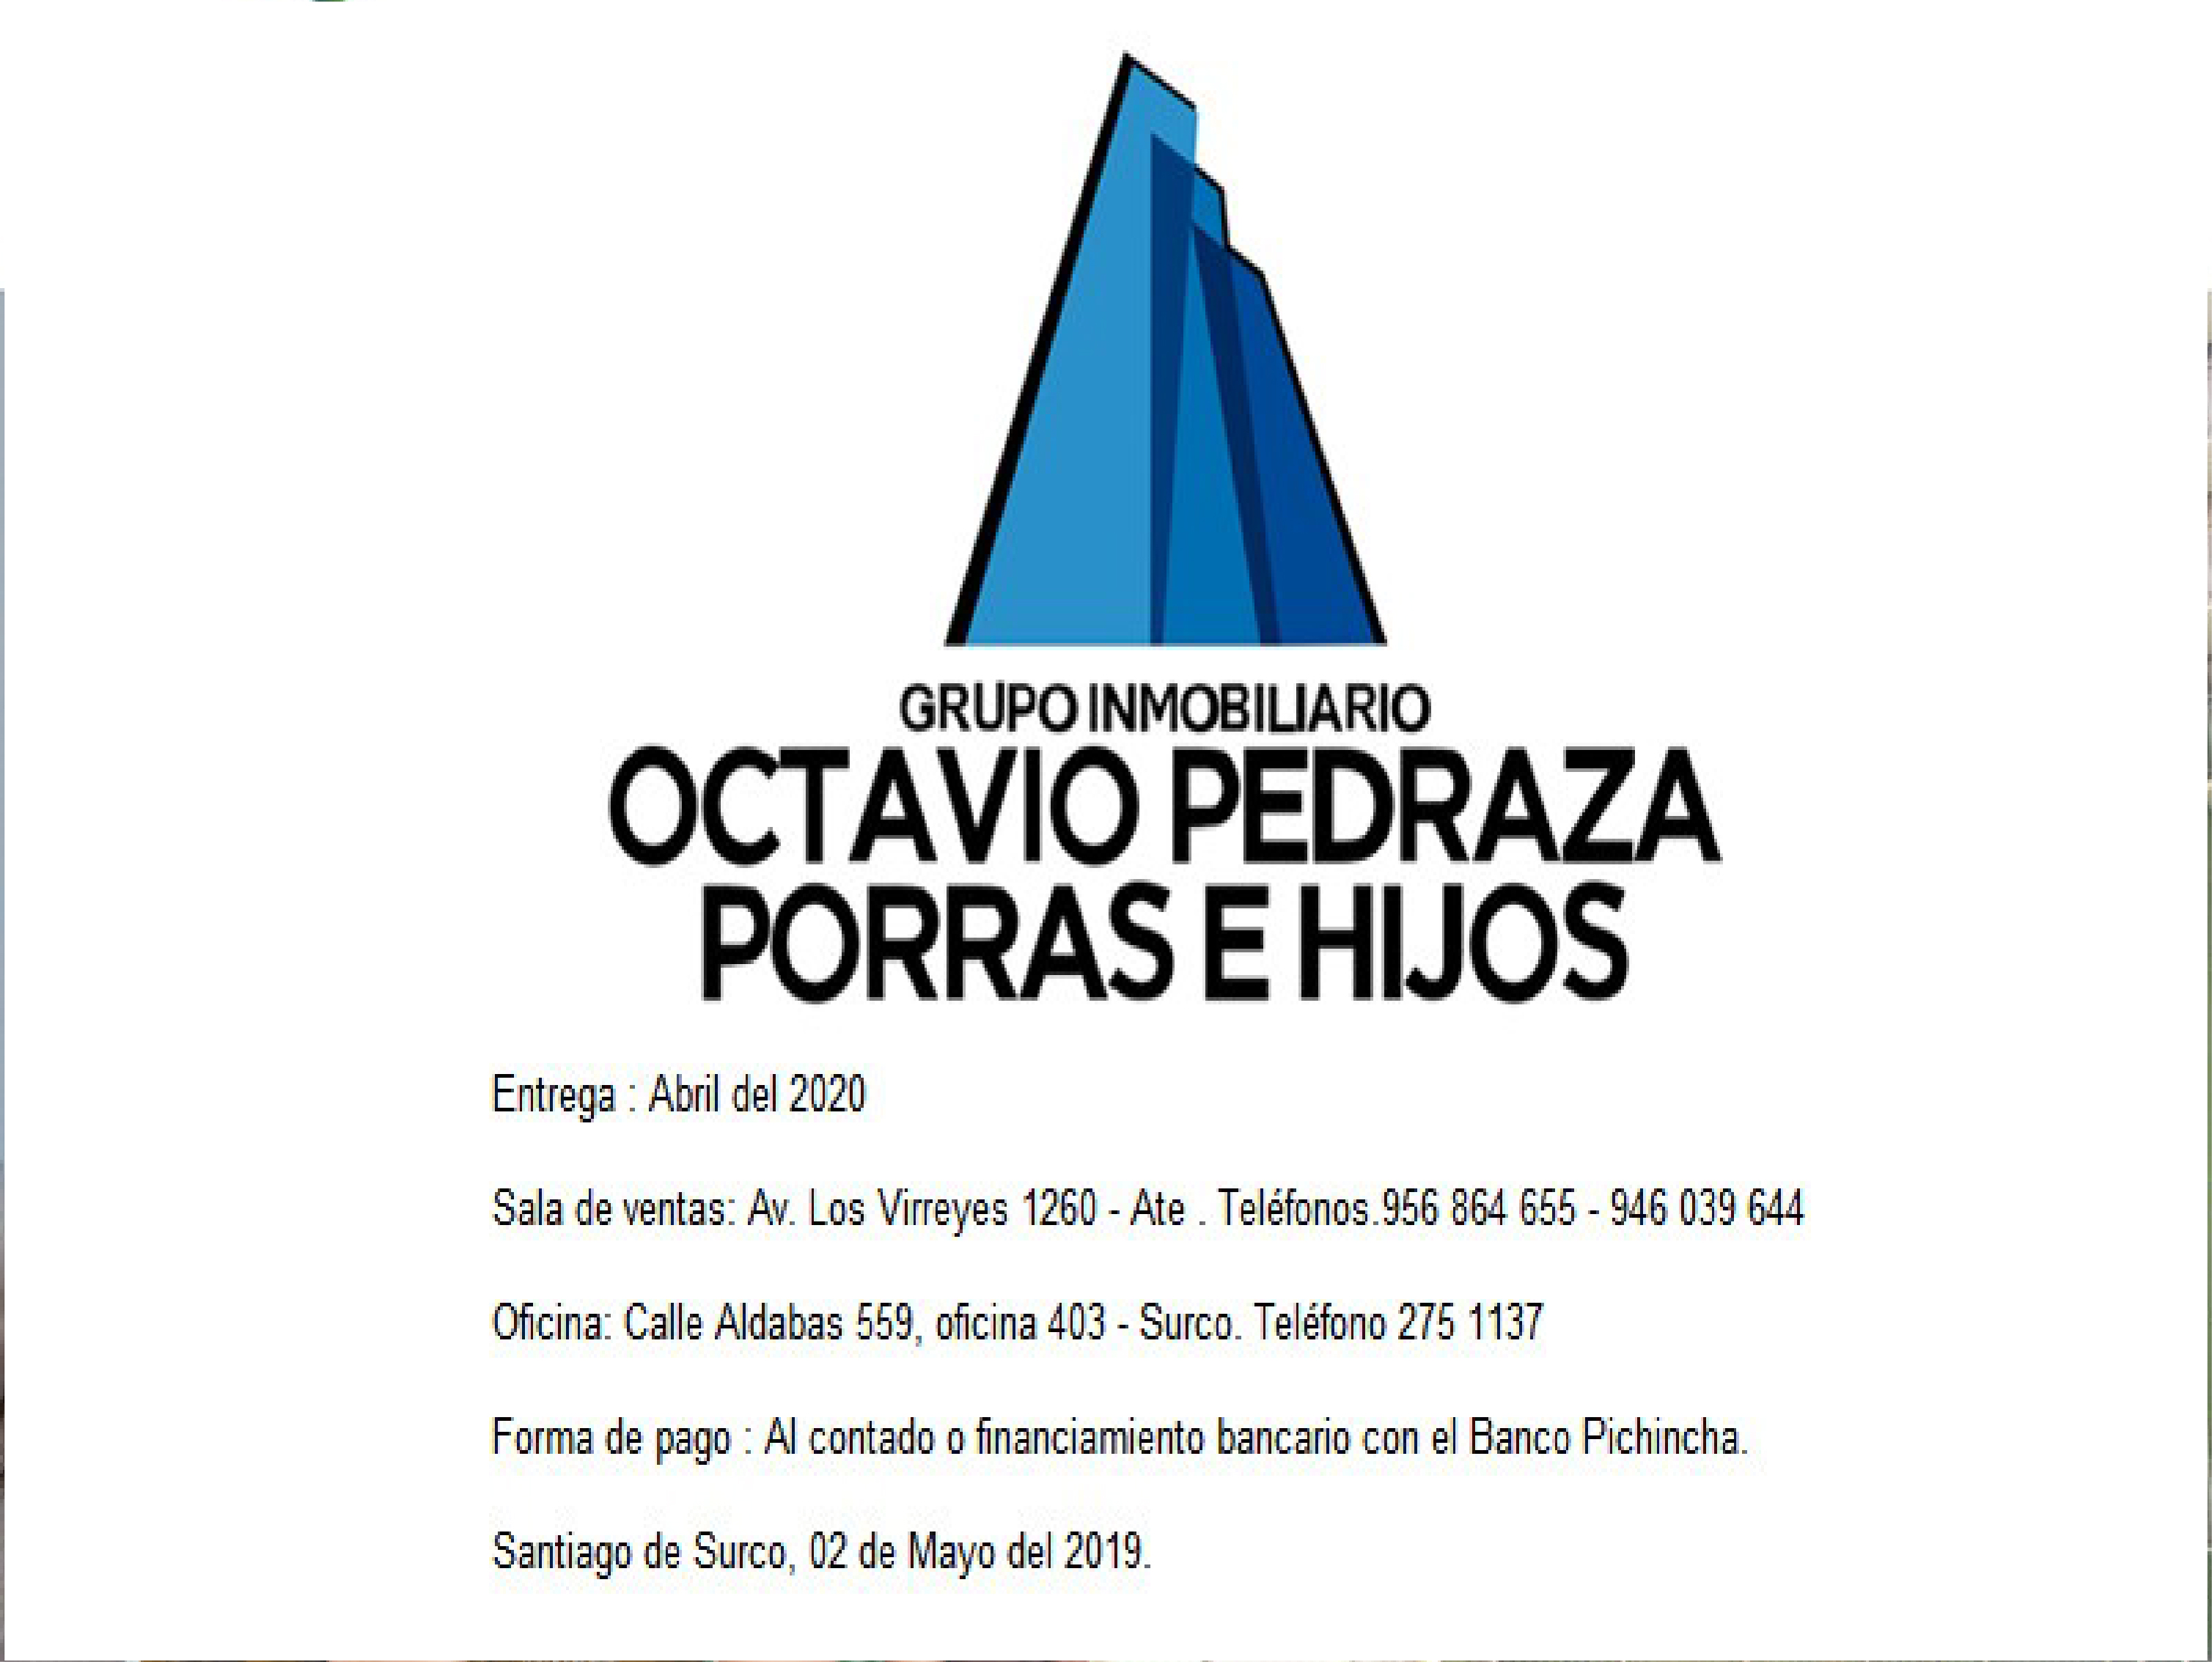 GRUPO INMOBILIARIO
OCTAVIO PEDRAZA
PORRAS E HIJOS
Entrega : Abril del 2020
Sala de ventas: Av. Los Virreyes 1260 - Ate . Teléfonos.956 864 655 - 946 039 644
Oficina: Calle Aldabas 559, oficina 403 - Surco. Teléfono 275 1137
Forma de pago : Al contado o financiamiento bancario con el Banco Pichincha.
Santiago de Surco, 02 de Mayo del 2019.